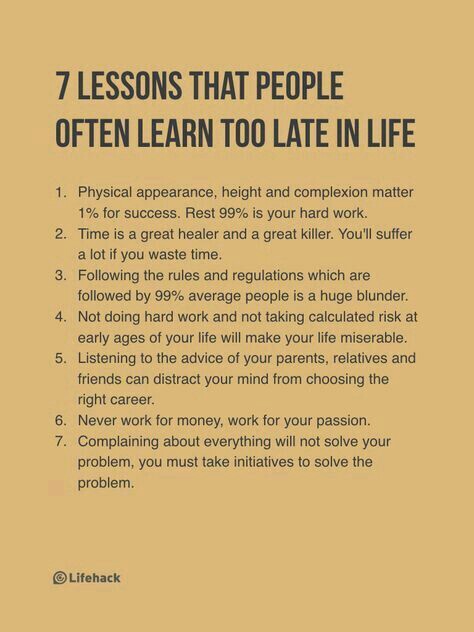 7 LESSONS THAT PEOPLE
OFTEN LEARN TOO LATE IN LIFE
1. Physical appearance, height and complexion matter
1% for success. Rest 99% is your hard work.
2. Time is a great healer and a great killer. You'll suffer
a lot if you waste time.
3. Following the rules and regulations which are
followed by 99% average people is a huge blunder.
4. Not doing hard work and not taking calculated risk at
early ages of your life will make your life miserable.
5. Listening to the advice of your parents, relatives and
friends can distract your mind from choosing the
right career.
6. Never work for money, work for your passion.
7. Complaining about everything will not solve your
problem, you must take initiatives to solve the
problem.
Lifehack